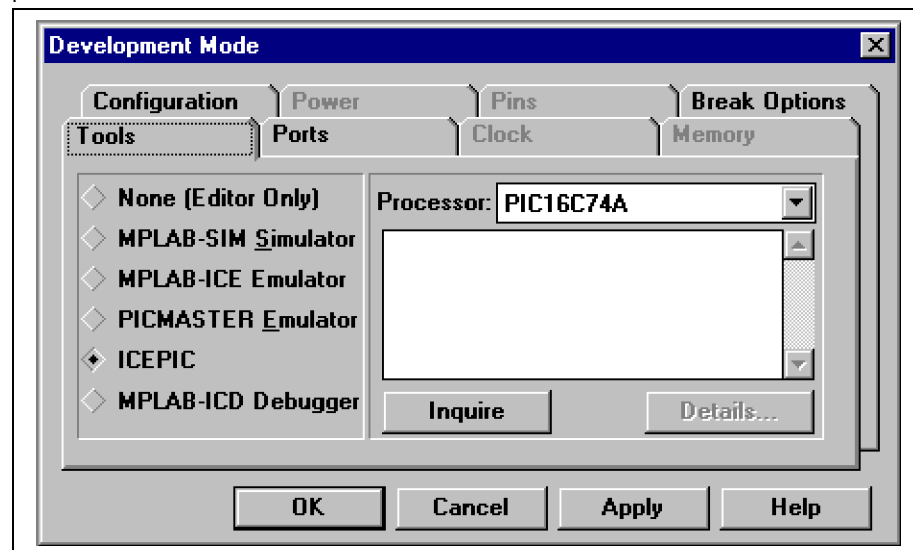 Development Mode
Configuration Power Pins Break Options
Tools Ports Clock Memory
None (Editor Only)
MPLAB-SIM Simulator
MPLAB-ICE Emulator
PICMASTER Emulator
ICEPIC
MPLAB-ICD Debugger
Processor: PIC16C74A
Inquire Details...
OK Cancel Apply Help